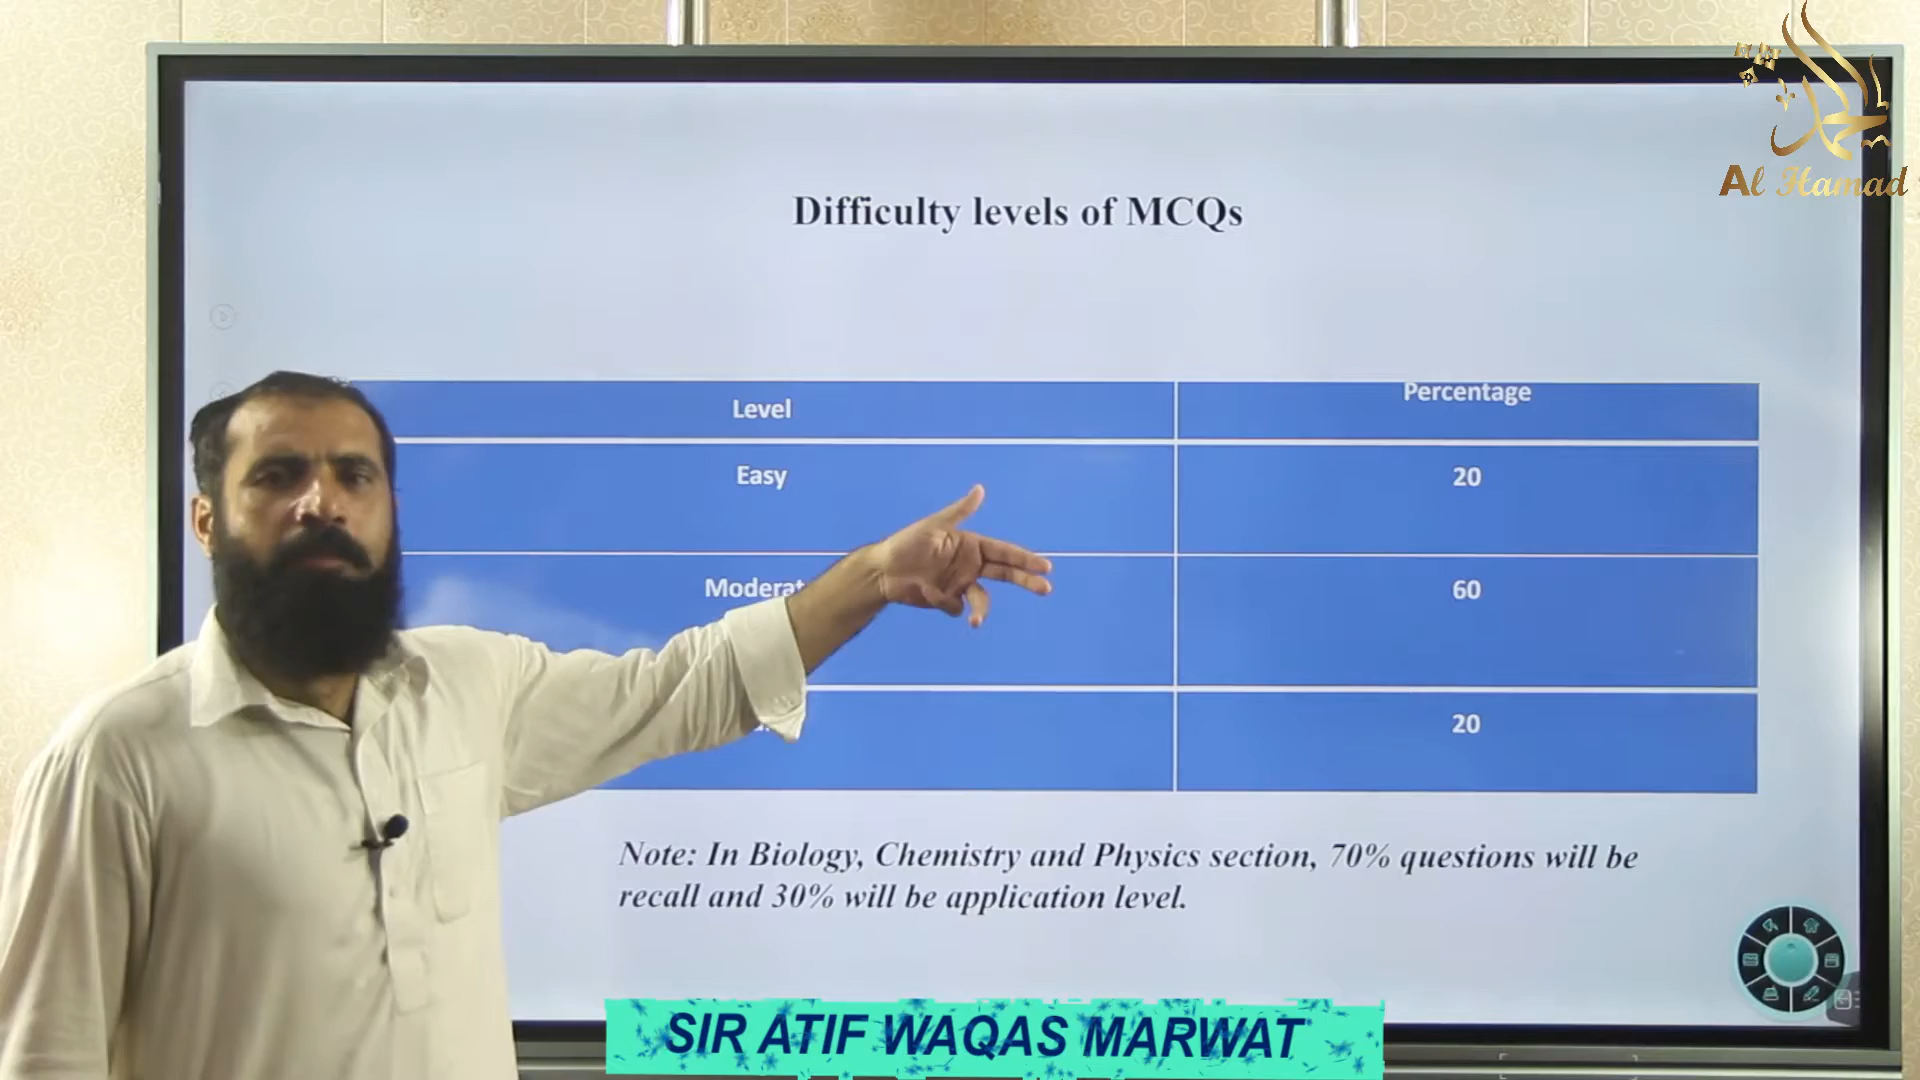 Al Hamad
Difficulty levels of MCQs
Level Percentage
Easy 20
Moderat 60
20
Note: In Biology, Chemistry and Physics section, 70% questions will be
recall and 30% will be application level.
SIR ATIF WAQAS MARWAT